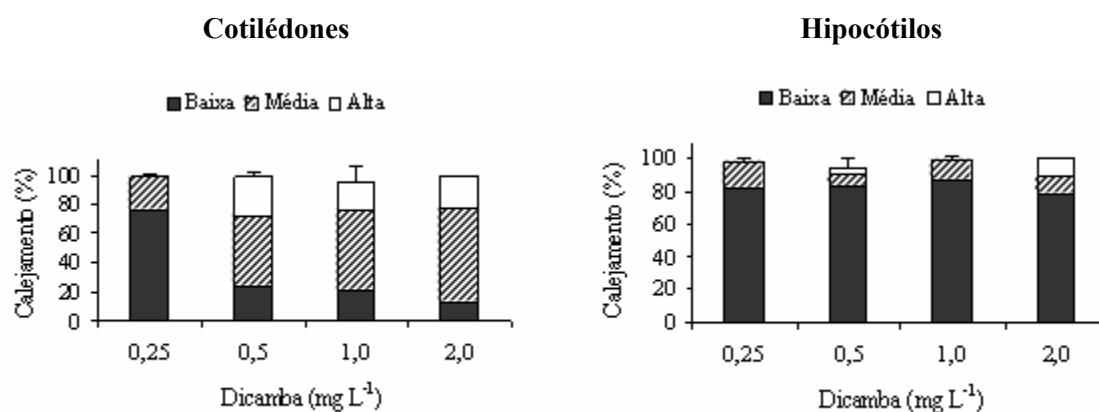 Cotilédones
Baixa Média Alta
Calejamento (%)
100
80
60
40
20
0
0,25 0,5 1,0 2,0
Dicamba (mg L⁻¹)
Hipocótilos
Baixa Média Alta
Calejamento (%)
100
80
60
40
20
0
0,25 0,5 1,0 2,0
Dicamba (mg L⁻¹)